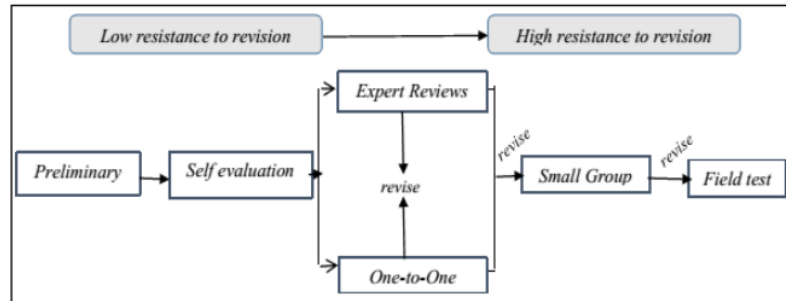 Low resistance to revision
High resistance to revision
Expert Reviews
Preliminary
Self evaluation
revise
revise
Small Group
revise
Field test
One-to-One